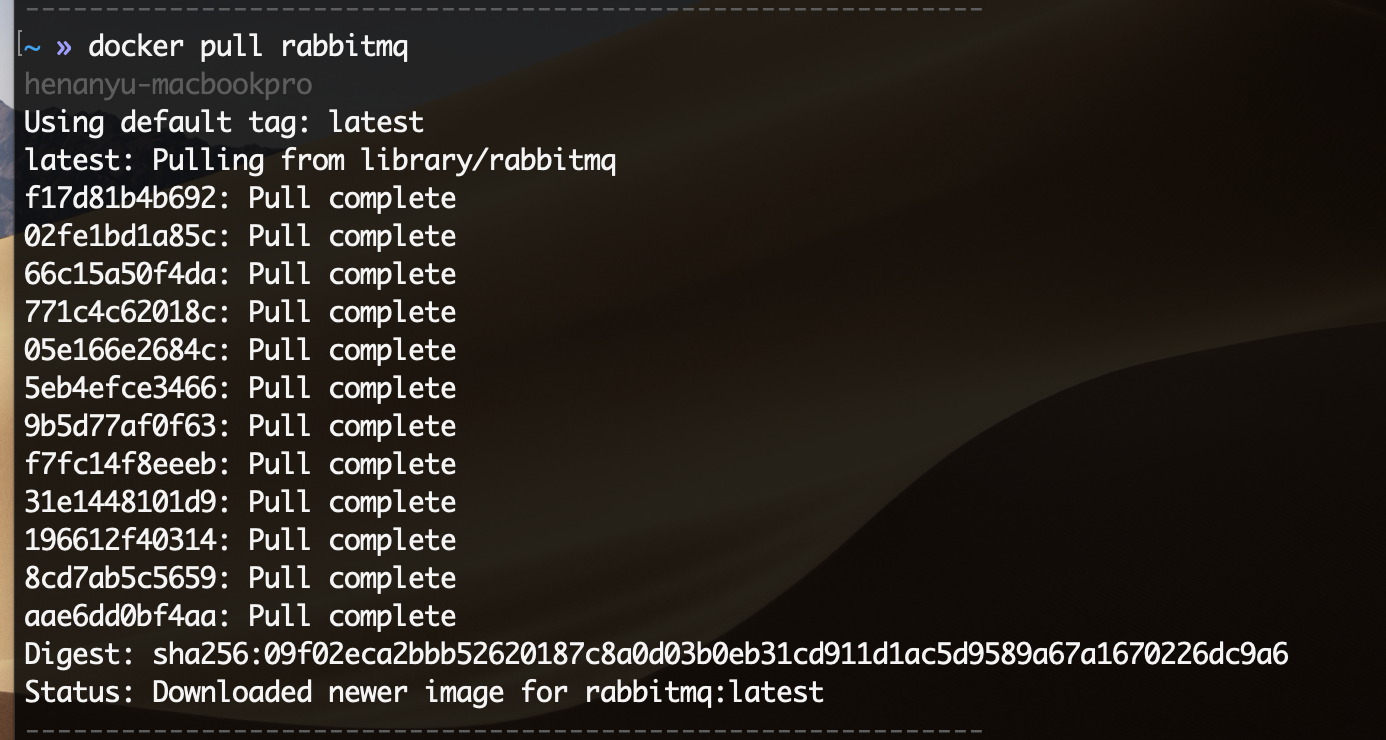 ~ » docker pull rabbitmq
henanyu-macbookpro
Using default tag: latest
latest: Pulling from library/rabbitmq
f17d81b4b692: Pull complete
02fe1bd1a85c: Pull complete
66c15a50f4da: Pull complete
771c4c62018c: Pull complete
05e166e2684c: Pull complete
5eb4efce3466: Pull complete
9b5d77af0f63: Pull complete
f7fc14f8eeeb: Pull complete
31e1448101d9: Pull complete
196612f40314: Pull complete
8cd7ab5c5659: Pull complete
aae6dd0bf4aa: Pull complete
Digest: sha256:09f02eca2bbb52620187c8a0d03b0eb31cd911d1ac5d9589a67a1670226dc9a6
Status: Downloaded newer image for rabbitmq:latest